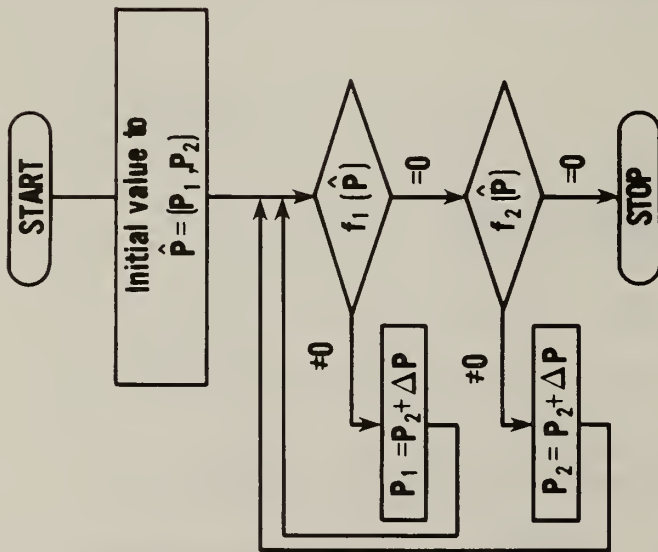 START
Initial value to
P̂ = (P₁, P₂)
f₁(P̂)
≠0
=0
P₁ = P₂ + ΔP
f₂(P̂)
≠0
=0
P₂ = P₂ + ΔP
STOP